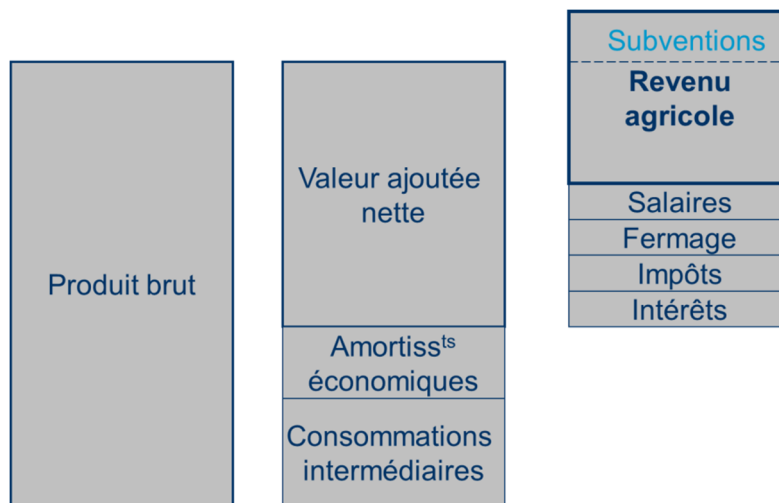 Produit brut
Valeur ajoutée
nette
Amortissts
économiques
Consommations
intermédiaires
Subventions
Revenu
agricole
Salaires
Fermage
Impôts
Intérêts